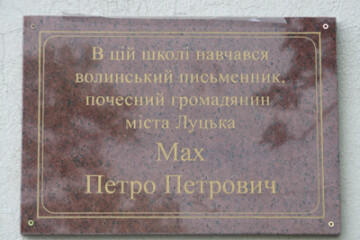 В цій школі навчався
волинський письменник,
почесний громадянин
міста Луцька
Мах
Петро Петрович